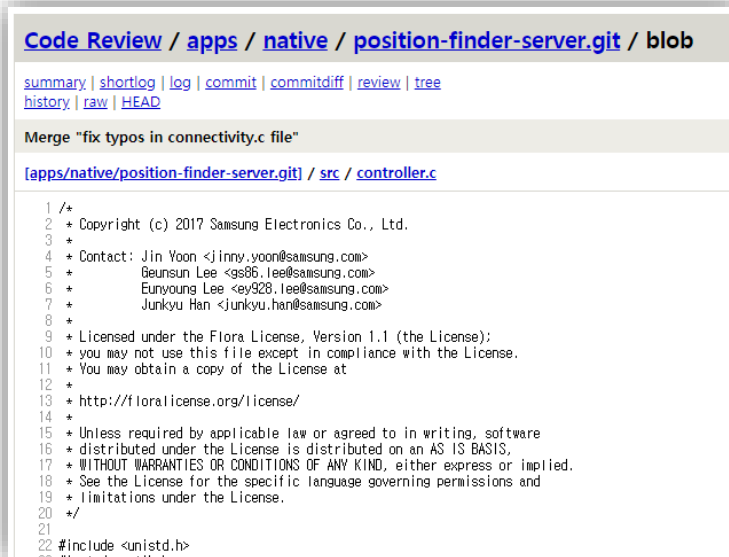 Code Review / apps / native / position-finder-server.git / blob
summary | shortlog | log | commit | commitdiff | review | tree
history | raw | HEAD
Merge "fix typos in connectivity.c file"
[apps/native/position-finder-server.git] / src / controller.c
1 /*
2 * Copyright (c) 2017 Samsung Electronics Co., Ltd.
3 *
4 * Contact: Jin Yoon <jinny.yoon@samsung.com>
5 * Geunsun Lee <gs86.lee@samsung.com>
6 * Eunyoung Lee <ey928.lee@samsung.com>
7 * Junkyu Han <junkyu.han@samsung.com>
8 *
9 * Licensed under the Flora License, Version 1.1 (the License);
10 * you may not use this file except in compliance with the License.
11 * You may obtain a copy of the License at
12 *
13 * http://floralicense.org/license/
14 *
15 * Unless required by applicable law or agreed to in writing, software
16 * distributed under the License is distributed on an AS IS BASIS,
17 * WITHOUT WARRANTIES OR CONDITIONS OF ANY KIND, either express or implied.
18 * See the License for the specific language governing permissions and
19 * limitations under the License.
20 */
21
22 #include <unistd.h>